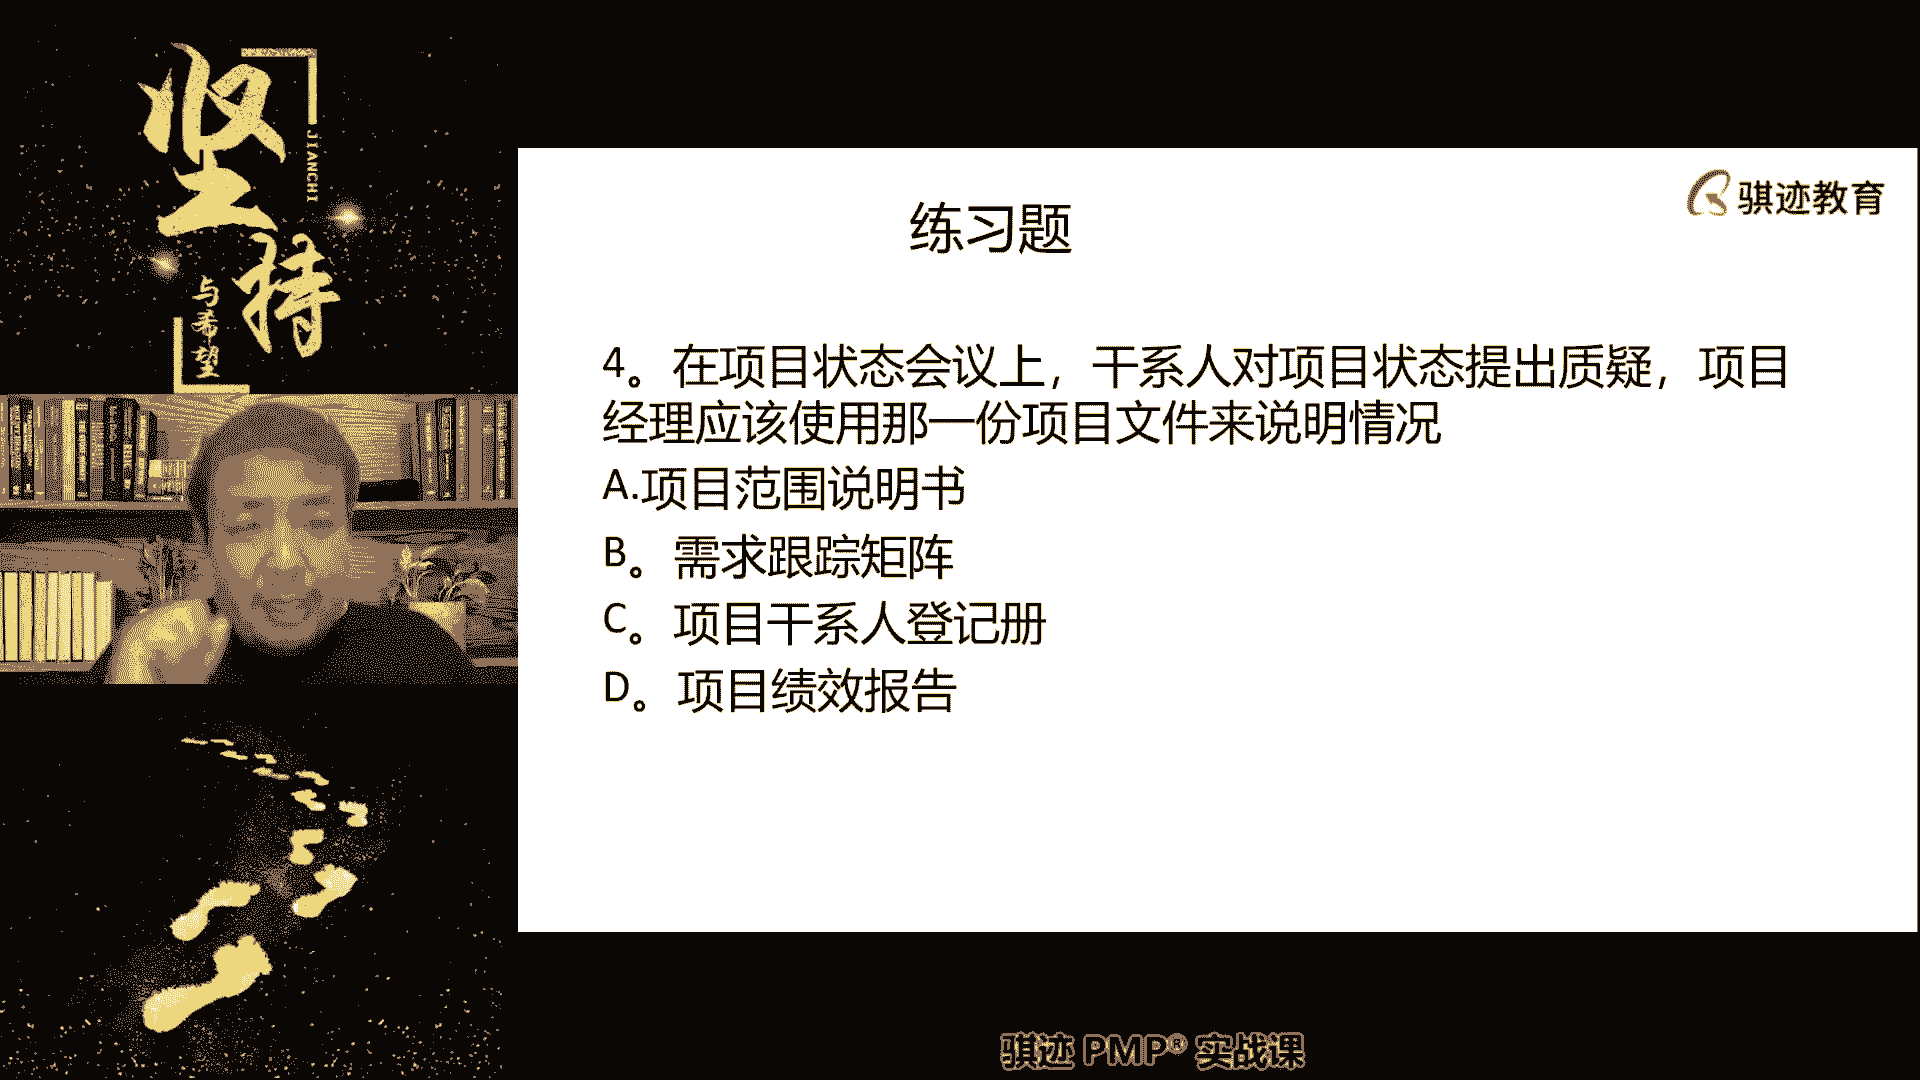 坚持
JIANCHI
与希望
骐迹教育
练习题
4。在项目状态会议上，干系人对项目状态提出质疑，项目
经理应该使用那一份项目文件来说明情况
A.项目范围说明书
B。需求跟踪矩阵
C。项目干系人登记册
D。项目绩效报告
骐迹 PMP® 实战课